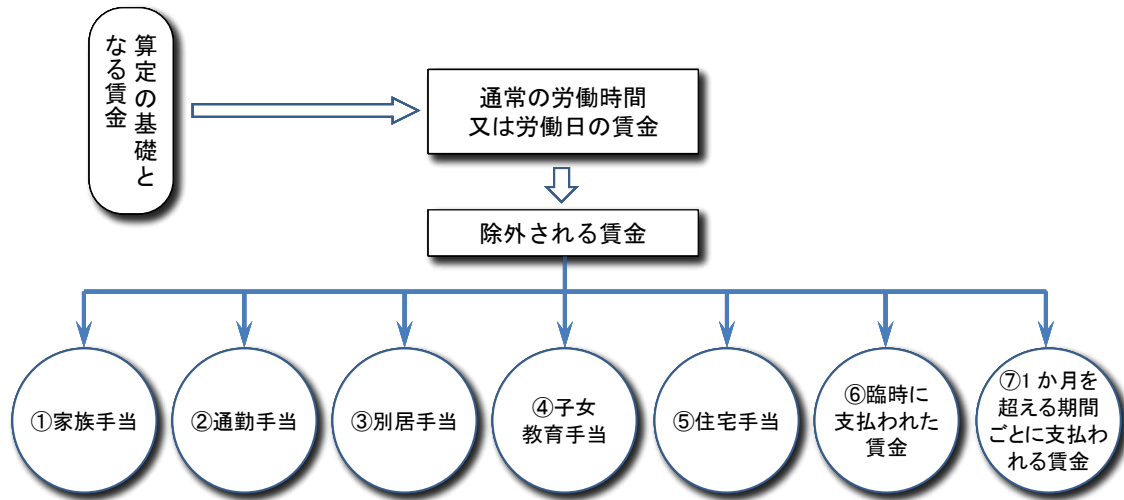 算定の基礎と
なる賃金
通常の労働時間
又は労働日の賃金
除外される賃金
①家族手当
②通勤手当
③別居手当
④子女
教育手当
⑤住宅手当
⑥臨時に
支払われた
賃金
⑦1か月を
超える期間
ごとに支払わ
れる賃金